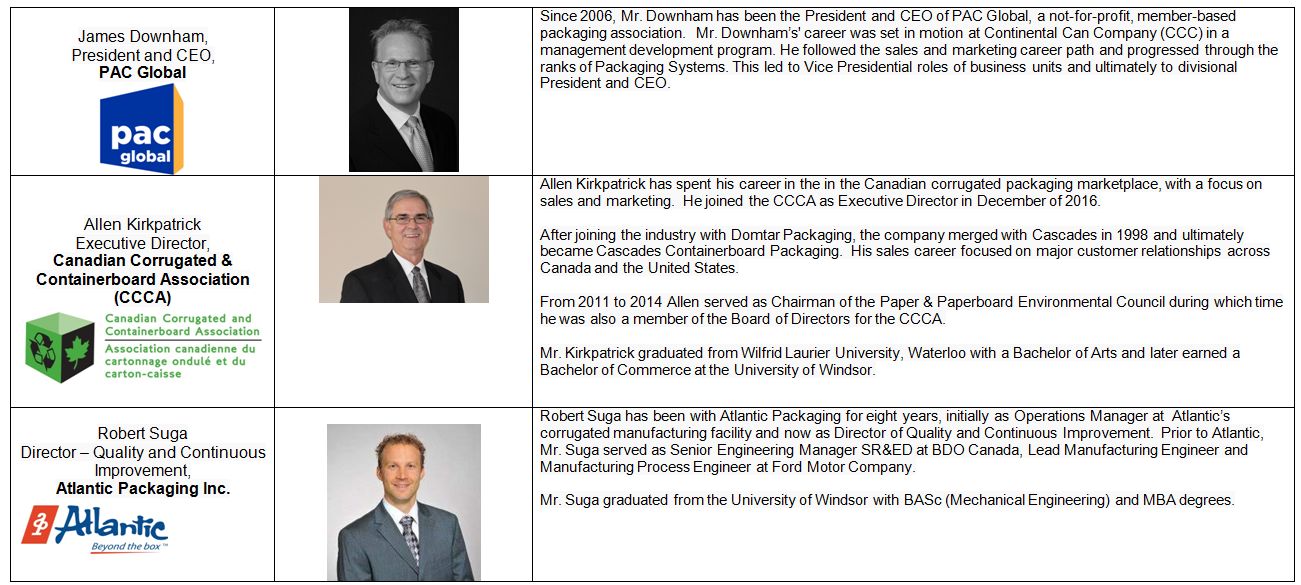 James Downham,
President and CEO,
PAC Global
pac
global
Since 2006, Mr. Downham has been the President and CEO of PAC Global, a not-for-profit, member-based
packaging association.  Mr. Downham's' career was set in motion at Continental Can Company (CCC) in a
management development program. He followed the sales and marketing career path and progressed through the
ranks of Packaging Systems. This led to Vice Presidential roles of business units and ultimately to divisional
President and CEO.
Allen Kirkpatrick
Executive Director,
Canadian Corrugated &
Containerboard Association
(CCCA)
Canadian Corrugated and
Containerboard Association
Association canadienne du
cartonnage ondulé et du
carton-caisse
Allen Kirkpatrick has spent his career in the in the Canadian corrugated packaging marketplace, with a focus on
sales and marketing.  He joined the CCCA as Executive Director in December of 2016.
After joining the industry with Domtar Packaging, the company merged with Cascades in 1998 and ultimately
became Cascades Containerboard Packaging.  His sales career focused on major customer relationships across
Canada and the United States.
From 2011 to 2014 Allen served as Chairman of the Paper & Paperboard Environmental Council during which time
he was also a member of the Board of Directors for the CCCA.
Mr. Kirkpatrick graduated from Wilfrid Laurier University, Waterloo with a Bachelor of Arts and later earned a
Bachelor of Commerce at the University of Windsor.
Robert Suga
Director – Quality and Continuous
Improvement,
Atlantic Packaging Inc.
Atlantic
Beyond the box™
Robert Suga has been with Atlantic Packaging for eight years, initially as Operations Manager at  Atlantic's
corrugated manufacturing facility and now as Director of Quality and Continuous Improvement.  Prior to Atlantic,
Mr. Suga served as Senior Engineering Manager SR&ED at BDO Canada, Lead Manufacturing Engineer and
Manufacturing Process Engineer at Ford Motor Company.
Mr. Suga graduated from the University of Windsor with BASc (Mechanical Engineering) and MBA degrees.